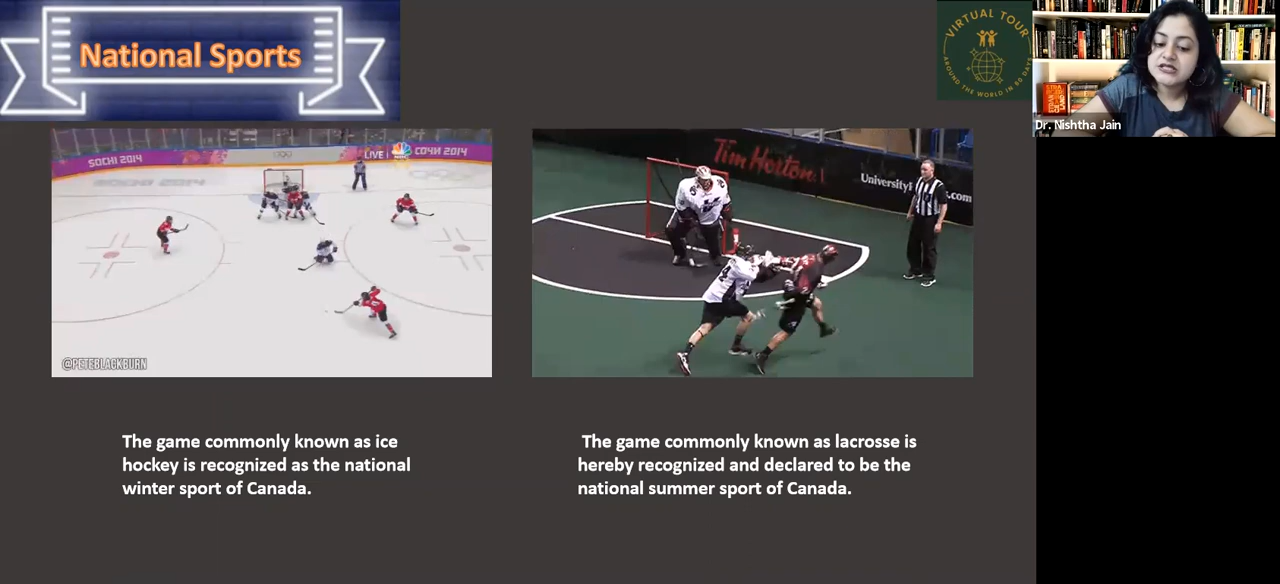 National Sports
VIRTUAL TOUR
AROUND THE WORLD IN 80 DAYS
Dr. Nishtha Jain
SOCHI 2014
LIVE
NBC
СОЧИ 2014
SOCHI 2014
@PETEBLACKBURN
Tim Hortons
University
.com
The game commonly known as ice
hockey is recognized as the national
winter sport of Canada.
The game commonly known as lacrosse is
hereby recognized and declared to be the
national summer sport of Canada.